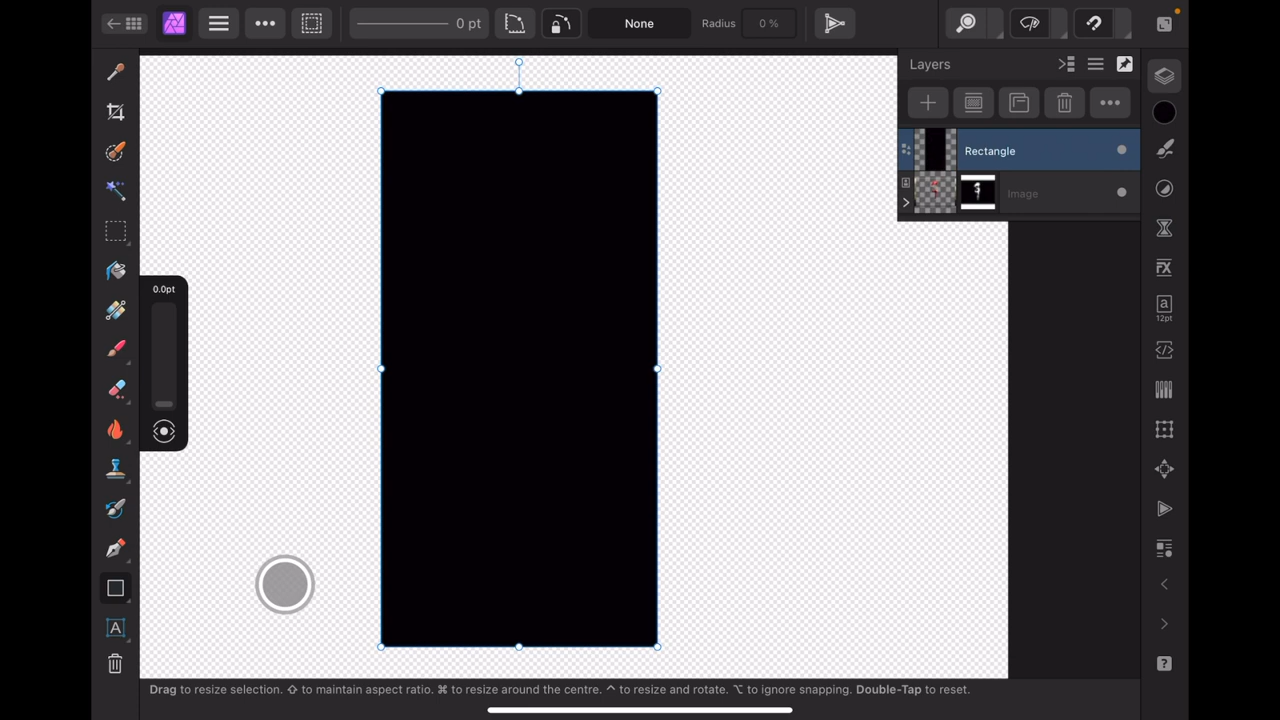 0 pt None Radius 0 %
Layers
Rectangle
Image
0.0pt
a
12pt
A
FX
?
Drag to resize selection. ⇧ to maintain aspect ratio. ⌘ to resize around the centre. ^ to resize and rotate. ⌥ to ignore snapping. Double-Tap to reset.